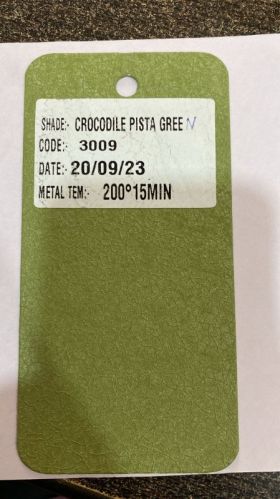 SHADE:- CROCODILE PISTA GREEN
CODE:- 3009
DATE:- 20/09/23
METAL TEM:- 200°15MIN